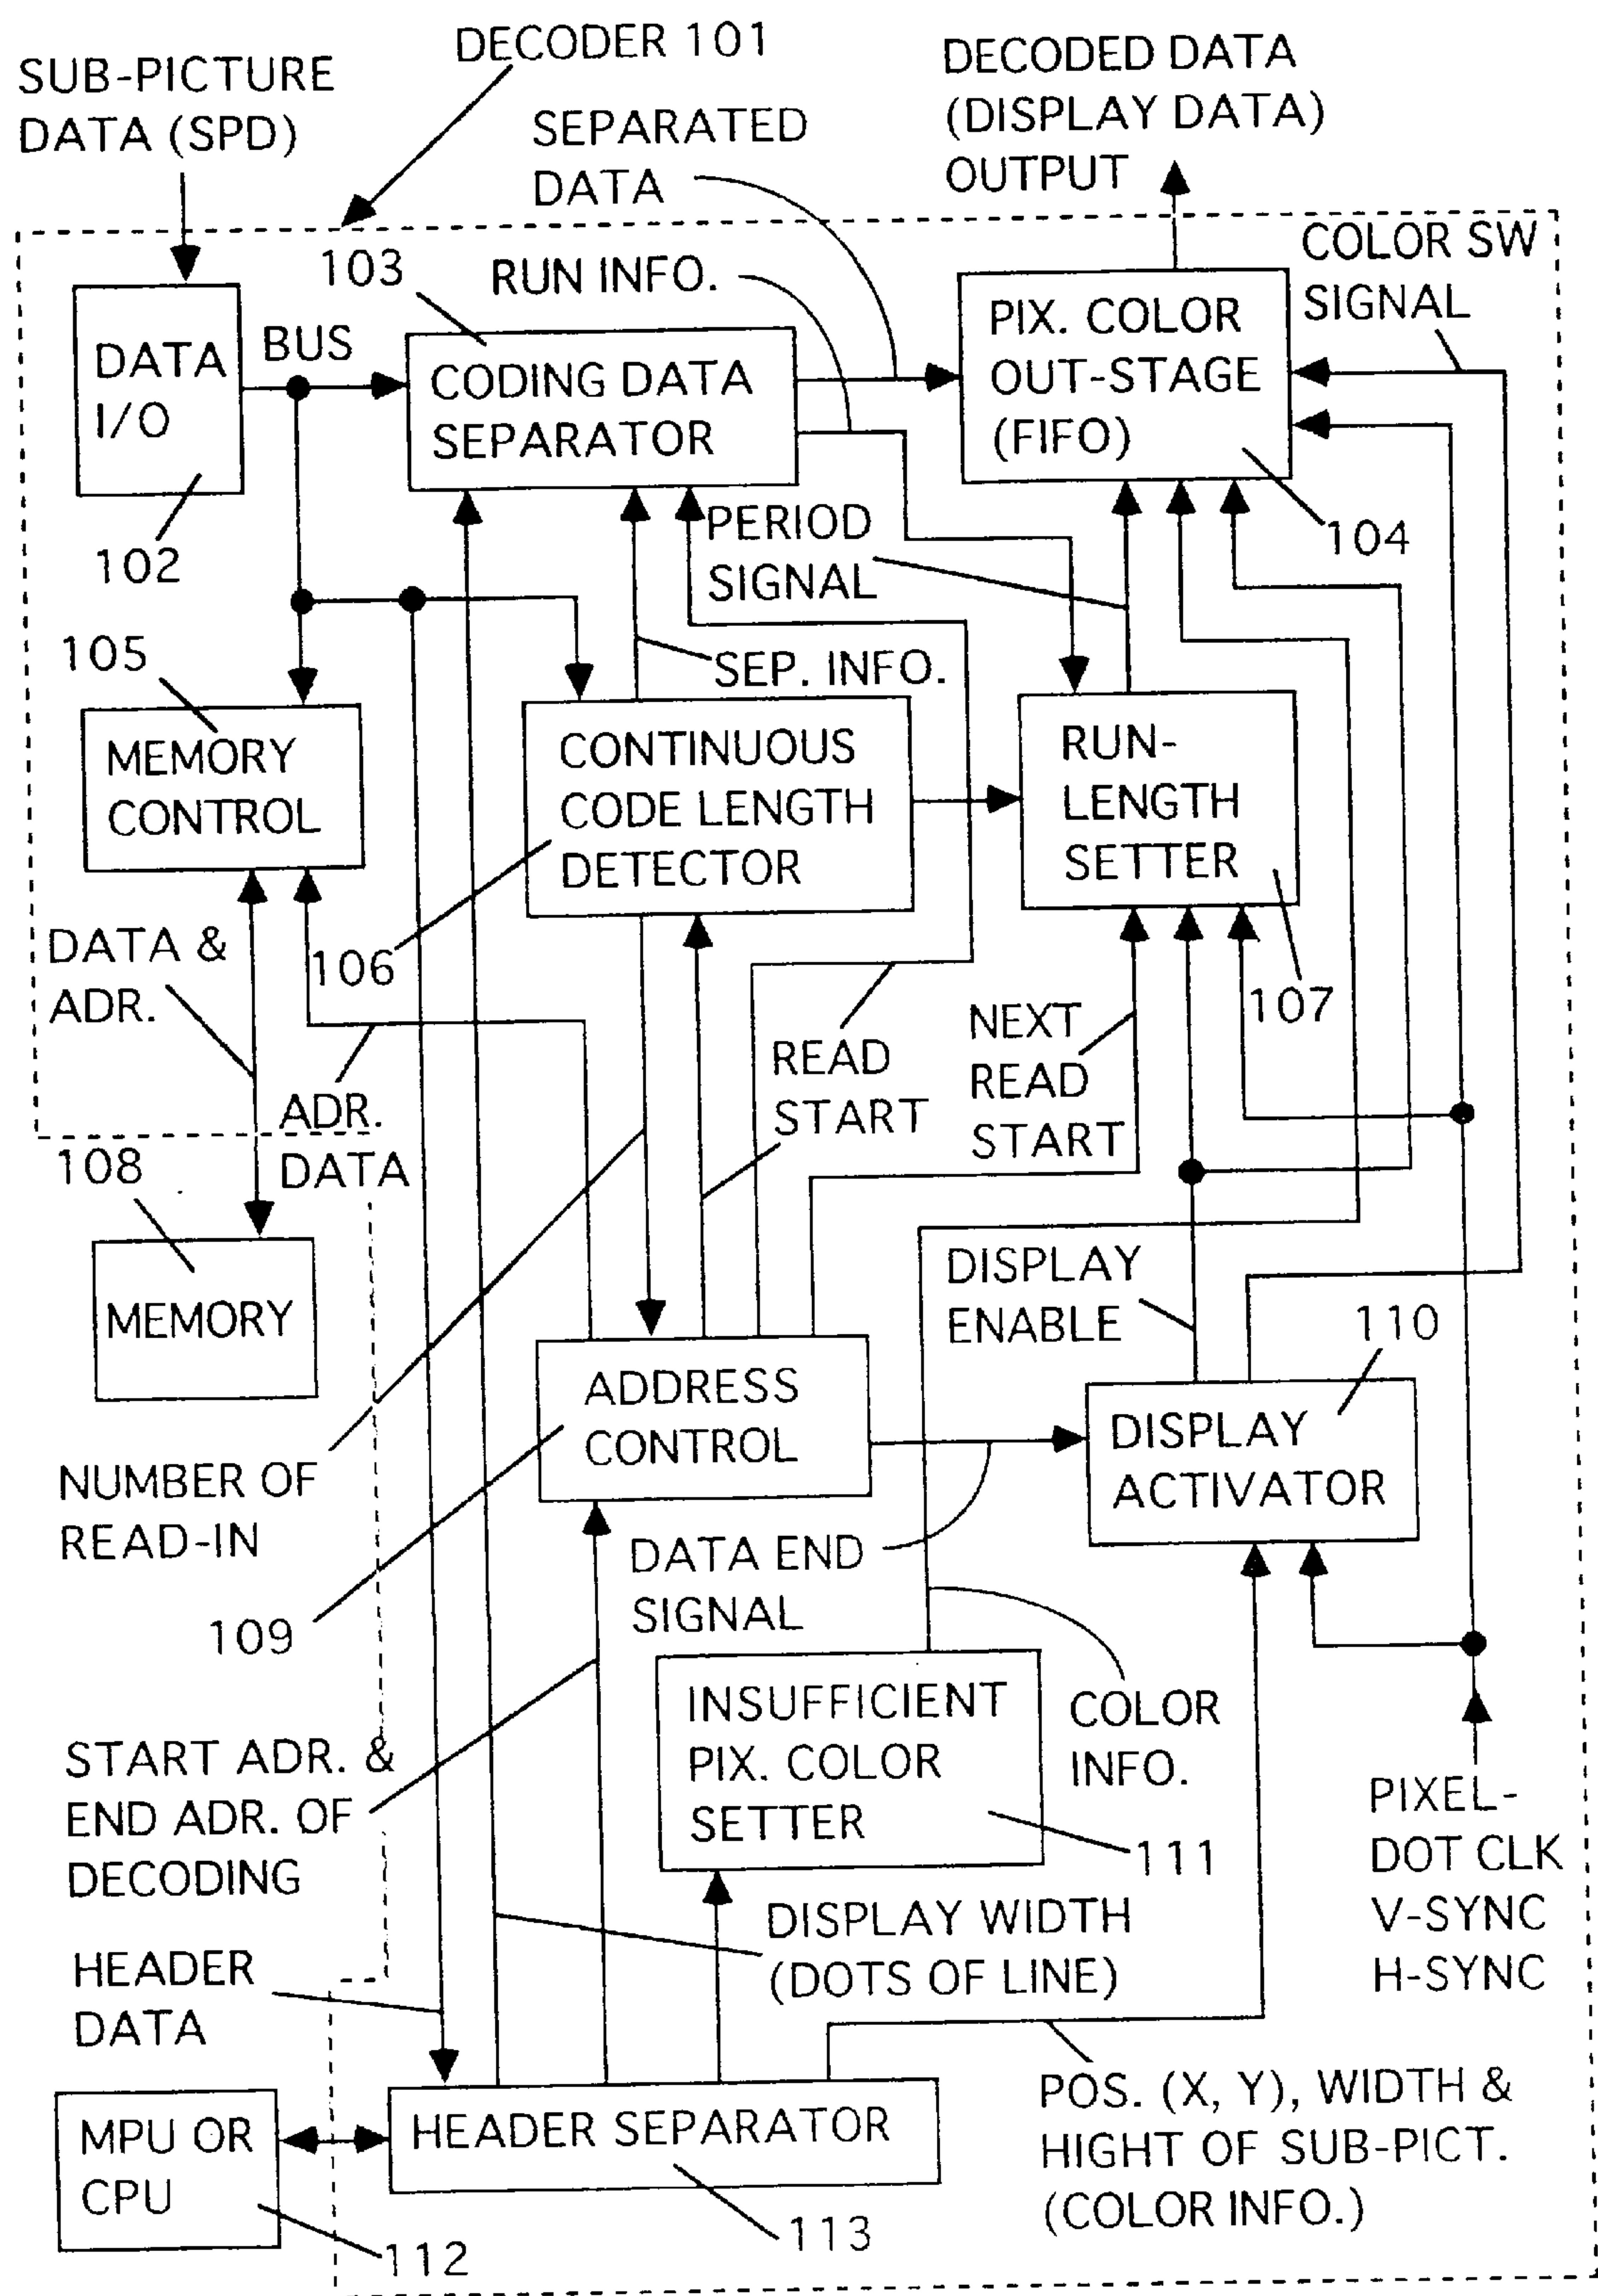 DECODER 101
SUB-PICTURE
DATA (SPD)
SEPARATED
DATA
DECODED DATA
(DISPLAY DATA)
OUTPUT
COLOR SW
SIGNAL
103
RUN INFO.
DATA
I/O
BUS
CODING DATA
SEPARATOR
PIX. COLOR
OUT-STAGE
(FIFO)
102
104
PERIOD
SIGNAL
105
SEP. INFO.
MEMORY
CONTROL
CONTINUOUS
CODE LENGTH
DETECTOR
RUN-
LENGTH
SETTER
DATA &
ADR.
106
107
READ
START
NEXT
READ
START
ADR.
DATA
108
MEMORY
DISPLAY
ENABLE
110
ADDRESS
CONTROL
DISPLAY
ACTIVATOR
NUMBER OF
READ-IN
109
DATA END
SIGNAL
START ADR. &
END ADR. OF
DECODING
INSUFFICIENT
PIX. COLOR
SETTER
COLOR
INFO.
111
PIXEL-
DOT CLK
V-SYNC
H-SYNC
DISPLAY WIDTH
(DOTS OF LINE)
HEADER
DATA
MPU OR
CPU
HEADER SEPARATOR
POS. (X, Y), WIDTH &
HIGHT OF SUB-PICT.
(COLOR INFO.)
112
113